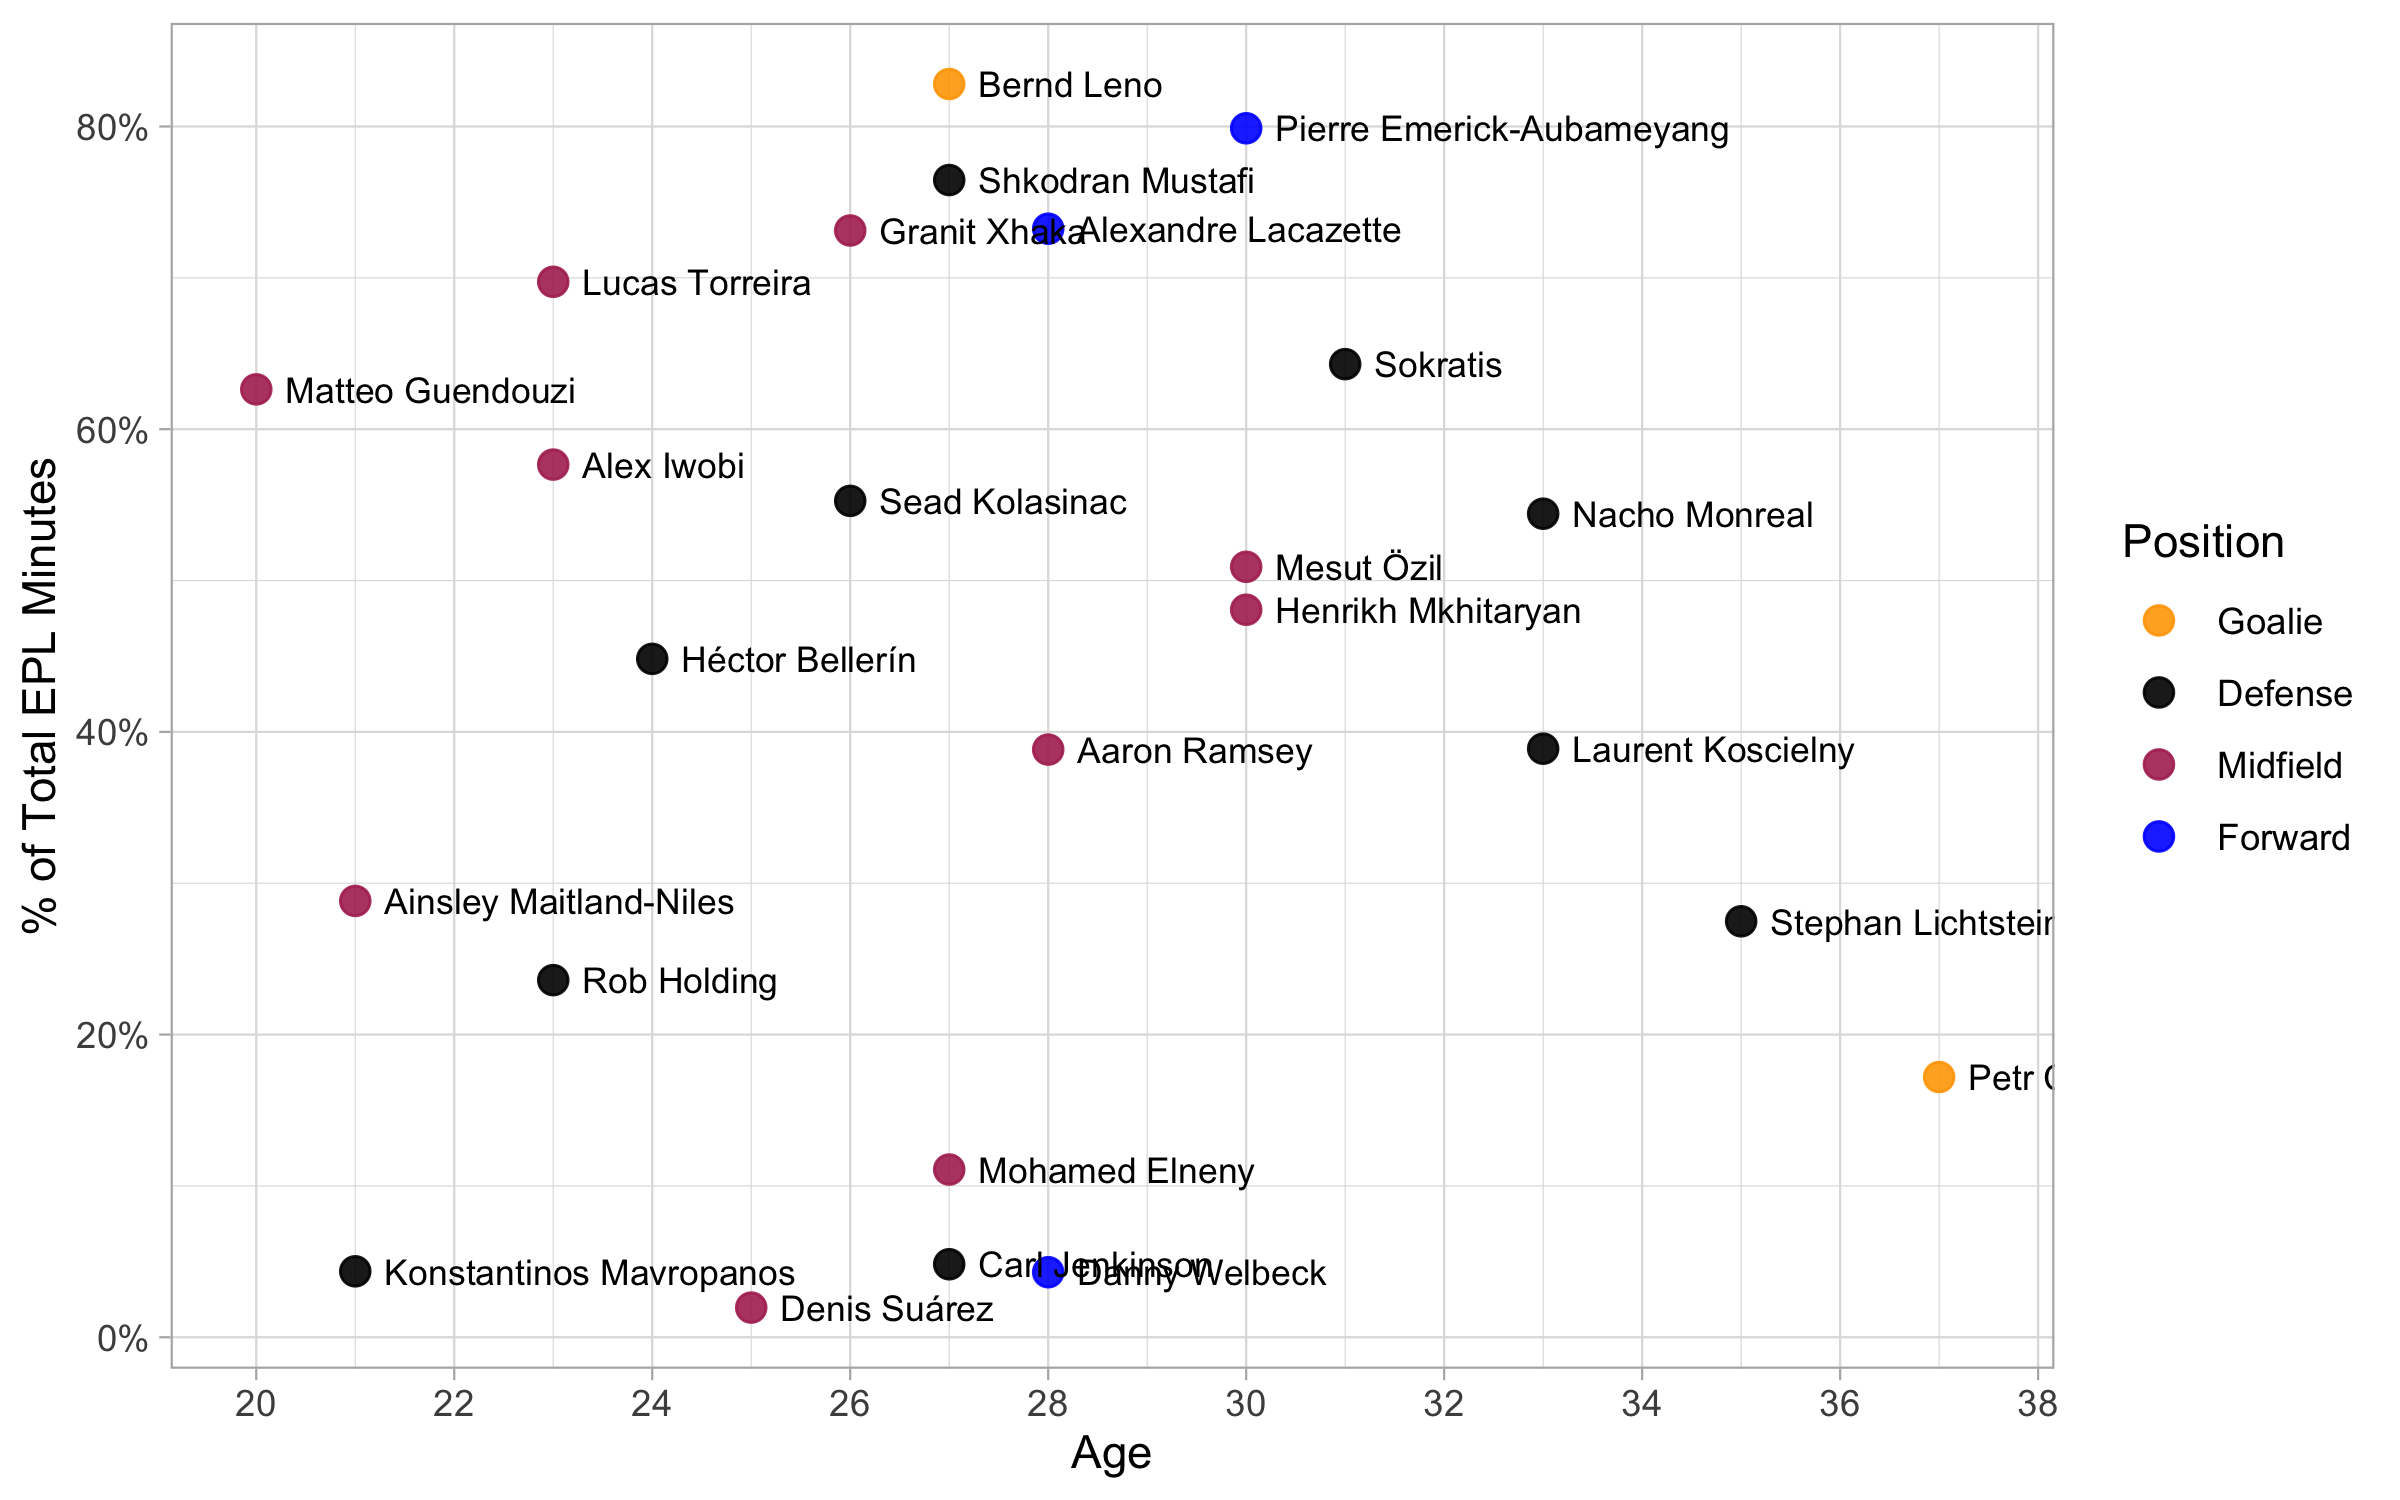 Bernd Leno
80%
Pierre Emerick-Aubameyang
Shkodran Mustafi
Granit Xhaka
Alexandre Lacazette
Lucas Torreira
Sokratis
Matteo Guendouzi
60%
Alex Iwobi
Sead Kolasinac
Nacho Monreal
Mesut Özil
Henrikh Mkhitaryan
Héctor Bellerín
40%
Aaron Ramsey
Laurent Koscielny
Ainsley Maitland-Niles
Stephan Lichtstein
Rob Holding
20%
Petr
Mohamed Elneny
Carl Jenkinson
Konstantinos Mavropanos
Danny Welbeck
Denis Suárez
0%
20 22 24 26 28 30 32 34 36 38
Age
% of Total EPL Minutes
Position
Goalie
Defense
Midfield
Forward